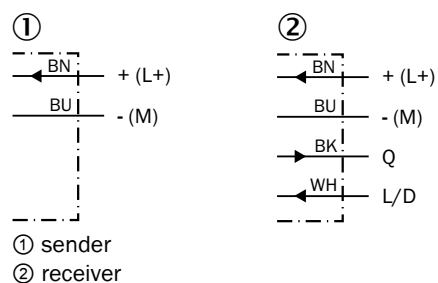 ①
BN + (L+)
BU - (M)
②
BN + (L+)
BU - (M)
BK Q
WH L/D
① sender
② receiver